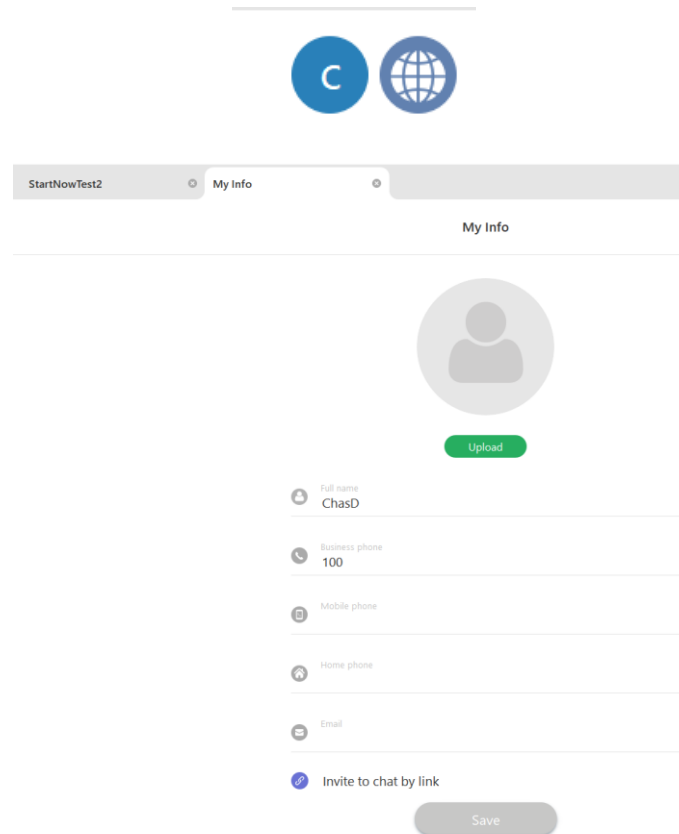 C
StartNowTest2 My Info
My Info
Upload
Full name
ChasD
Business phone
100
Mobile phone
Home phone
Email
Invite to chat by link
Save